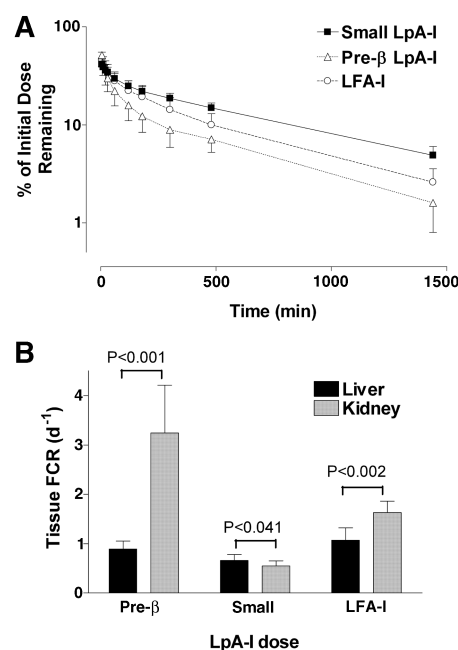 A
100
10
1
% of Initial Dose
Remaining
Small LpA-I
Pre-β LpA-I
LFA-I
0
500
1000
1500
Time (min)
B
P<0.001
Liver
Kidney
4
3
2
1
0
Tissue FCR (d⁻¹)
P<0.041
P<0.002
Pre-β
Small
LFA-I
LpA-I dose